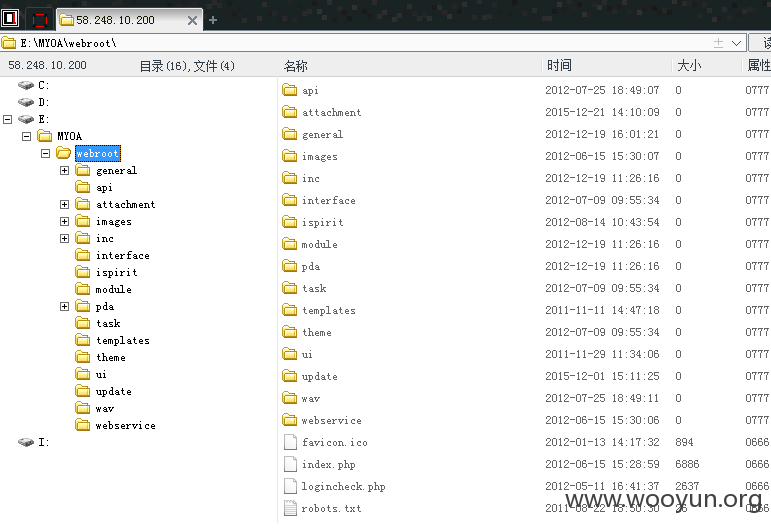 58.248.10.200
E:\MYOA\webroot\
读
58.248.10.200 目录(16),文件(4) 名称 时间 大小 属性
C:
D:
E:
MYOA
webroot
general
api
attachment
images
inc
interface
ispirit
module
pda
task
templates
theme
ui
update
wav
webservice
I:
api 2012-07-25 18:49:07 0 0777
attachment 2015-12-21 14:10:09 0 0777
general 2012-12-19 16:01:21 0 0777
images 2012-06-15 15:30:07 0 0777
inc 2012-12-19 11:26:16 0 0777
interface 2012-07-09 09:55:34 0 0777
ispirit 2012-08-14 10:43:54 0 0777
module 2012-12-19 11:26:16 0 0777
pda 2012-12-19 11:26:16 0 0777
task 2012-07-09 09:55:34 0 0777
templates 2011-11-11 14:47:18 0 0777
theme 2012-07-09 09:55:34 0 0777
ui 2011-11-29 11:34:06 0 0777
update 2015-12-01 15:11:25 0 0777
wav 2012-07-25 18:49:11 0 0777
webservice 2012-06-15 15:30:06 0 0777
favicon.ico 2012-01-13 14:17:32 894 0666
index.php 2012-06-15 15:28:59 6886 0666
logincheck.php 2012-05-11 16:41:37 2637 0666
robots.txt 2011-08-22 18:50:30 26 0666
www.wooyun.org